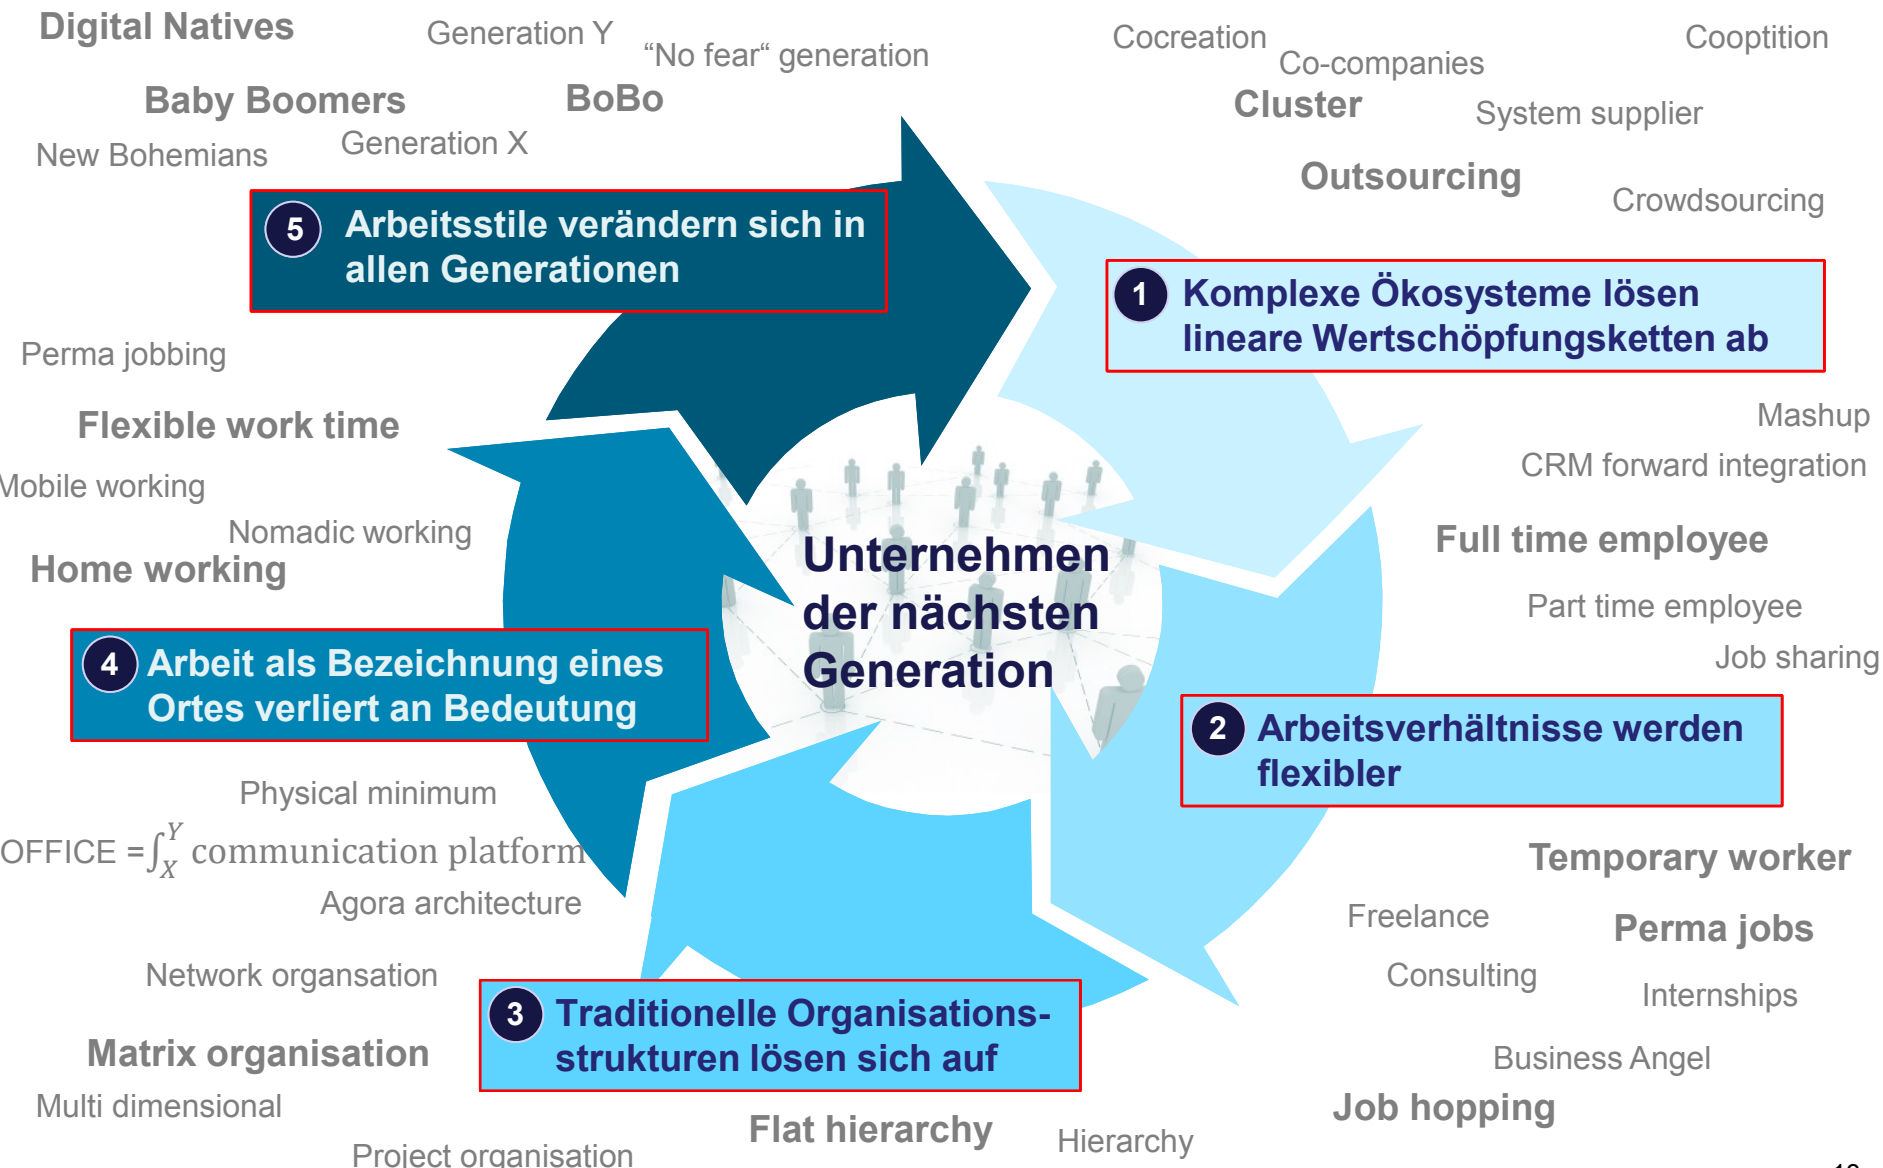 Digital Natives
Generation Y
“No fear“ generation
Baby Boomers
BoBo
New Bohemians
Generation X
Cocreation
Co-companies
Cooptition
Cluster
System supplier
Outsourcing
Crowdsourcing
5 Arbeitsstile verändern sich in
allen Generationen
1 Komplexe Ökosysteme lösen
lineare Wertschöpfungsketten ab
Perma jobbing
Flexible work time
Mobile working
Nomadic working
Home working
Mashup
CRM forward integration
Full time employee
Part time employee
Job sharing
Unternehmen
der nächsten
Generation
4 Arbeit als Bezeichnung eines
Ortes verliert an Bedeutung
2 Arbeitsverhältnisse werden
flexibler
Physical minimum
OFFICE =∫_X^Y communication platform
Agora architecture
Temporary worker
Freelance
Perma jobs
Consulting
Internships
Business Angel
Job hopping
Network organsation
3 Traditionelle Organisations-
strukturen lösen sich auf
Matrix organisation
Multi dimensional
Project organisation
Flat hierarchy
Hierarchy